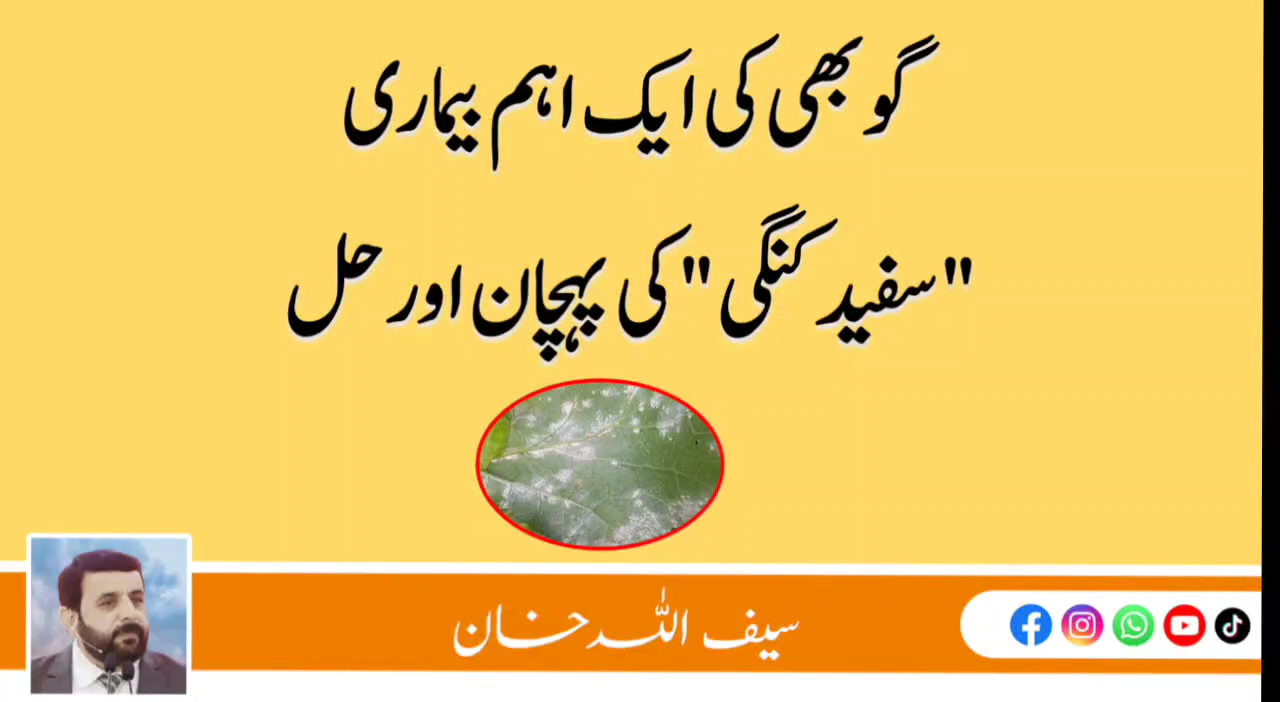 گوبھی کی ایک اہم بیماری
"سفید کنگی" کی پہچان اور حل
سیف اللہ خان